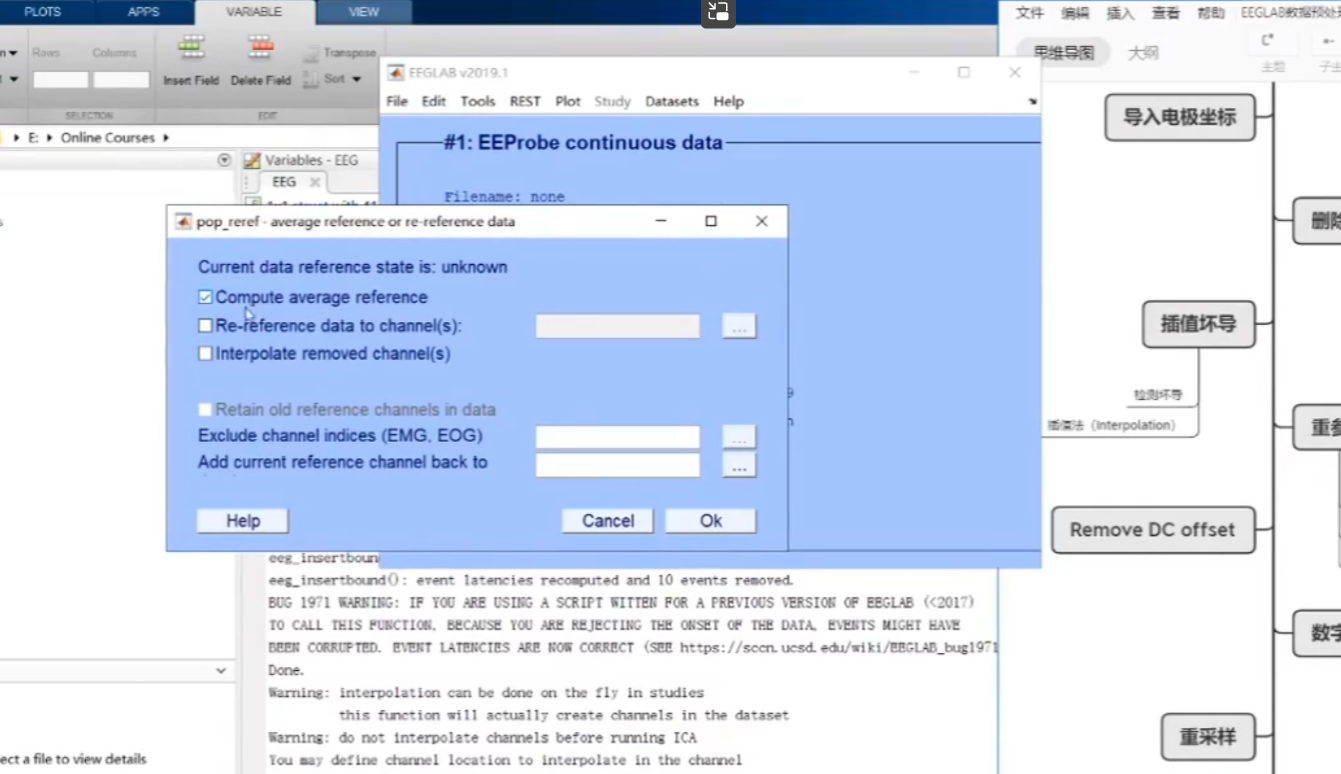 PLOTS
APPS
VARIABLE
VIEW
Rows
Columns
Insert Field
Delete Field
Transpose
Sort
SELECTION
EDIT
E:
Online Courses
Variables - EEG
EEG
EEGLAB v2019.1
File Edit Tools REST Plot Study Datasets Help
#1: EEProbe continuous data
Filename: none
pop_reref - average reference or re-reference data
Current data reference state is: unknown
Compute average reference
Re-reference data to channel(s):
...
Interpolate removed channel(s)
Retain old reference channels in data
Exclude channel indices (EMG, EOG)
...
Add current reference channel back to
...
Help
Cancel
Ok
eeg_insertboun
eeg_insertbound(): event latencies recomputed and 10 events removed.
BUG 1971 WARNING: IF YOU ARE USING A SCRIPT WITTEN FOR A PREVIOUS VERSION OF EEGLAB (<2017)
TO CALL THIS FUNCTION, BECAUSE YOU ARE REJECTING THE ONSET OF THE DATA, EVENTS MIGHT HAVE
BEEN CORRUPTED. EVENT LATENCIES ARE NOW CORRECT (SEE https://sccn.ucsd.edu/wiki/EEGLAB_bug1971
Done.
Warning: interpolation can be done on the fly in studies
this function will actually create channels in the dataset
Warning: do not interpolate channels before running ICA
You may define channel location to interpolate in the channel
ect a file to view details
文件 编辑 插入 查看 帮助 EEGLAB数据预处
思维导图
大纲
主题
导入电极坐标
删除
插值坏导
检测坏导
插值法（Interpolation）
重参
Remove DC offset
数字
重采样